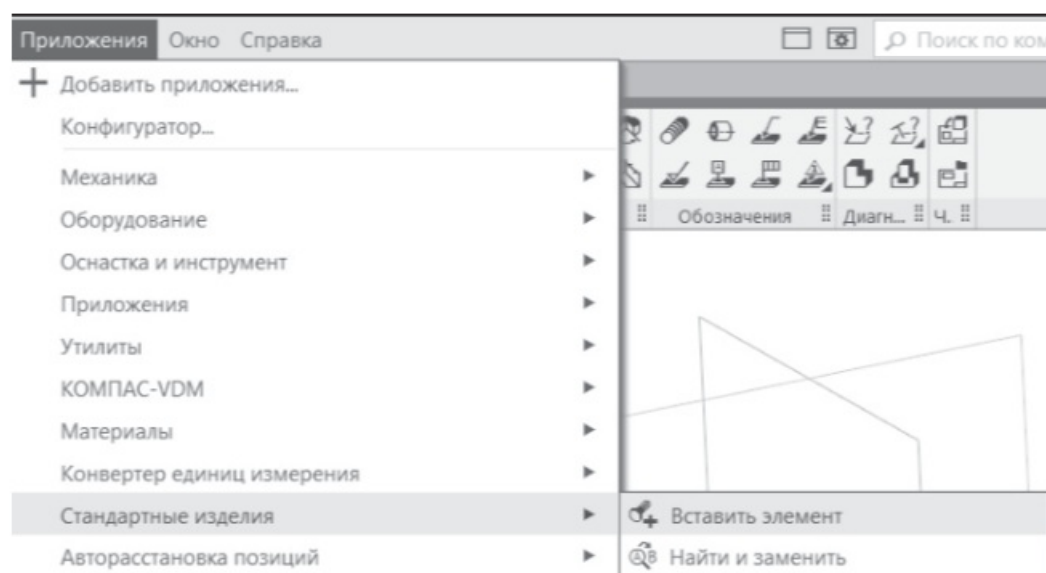 Приложения Окно Справка
Поиск по ком
Добавить приложения...
Конфигуратор...
Механика
Оборудование
Оснастка и инструмент
Приложения
Утилиты
КОМПАС-VDM
Материалы
Конвертер единиц измерения
Стандартные изделия
Авторасстановка позиций
Обозначения Диагн... Ч..
Вставить элемент
Найти и заменить